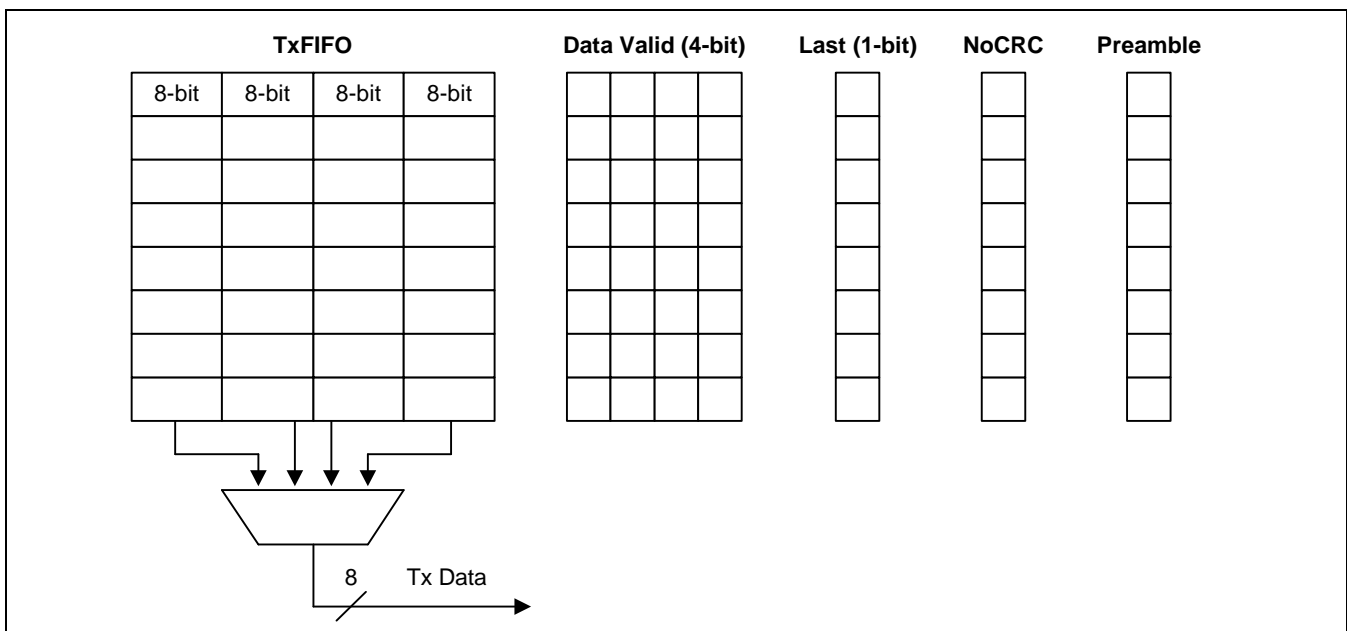 TxFIFO Data Valid (4-bit) Last (1-bit) NoCRC Preamble
8-bit 8-bit 8-bit 8-bit
8 Tx Data